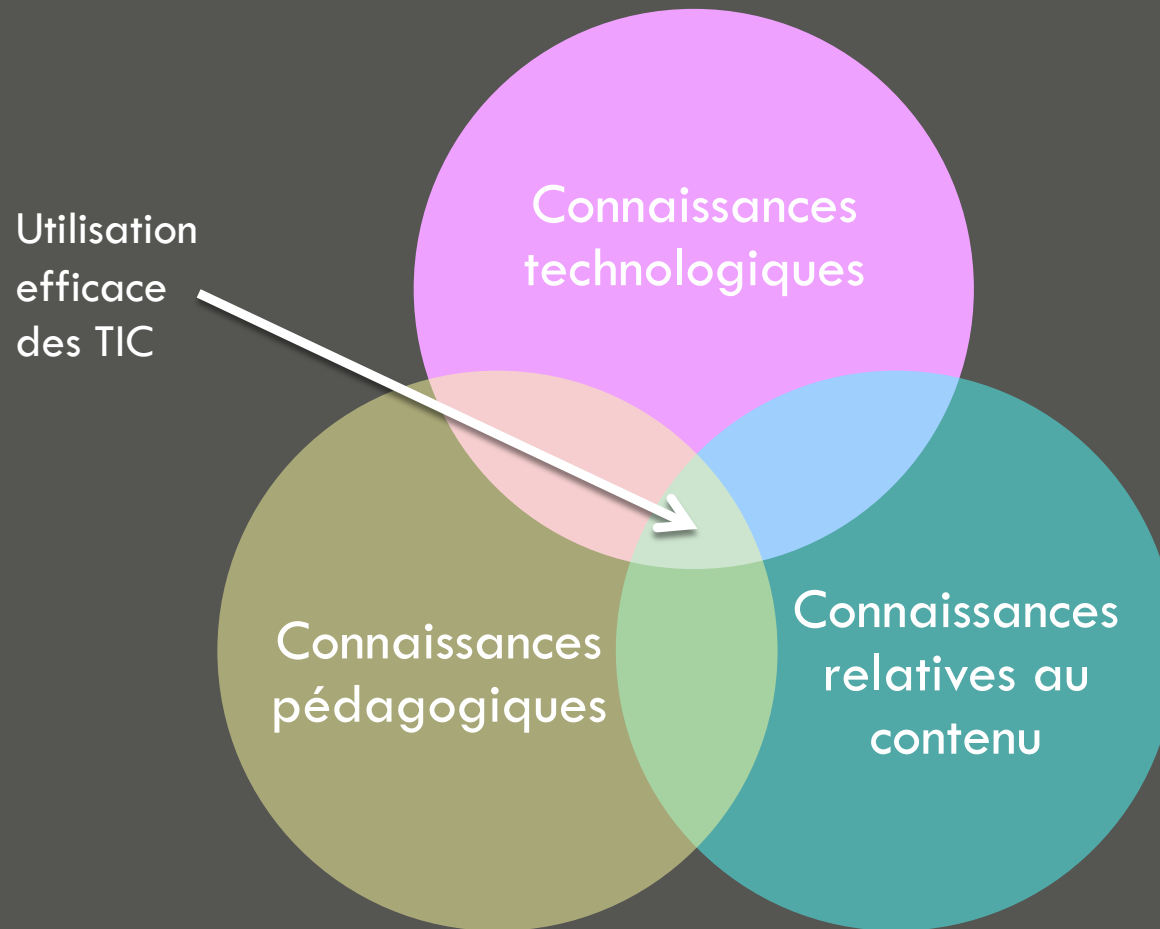 Connaissances
technologiques
Utilisation
efficace
des TIC
Connaissances
pédagogiques
Connaissances
relatives au
contenu